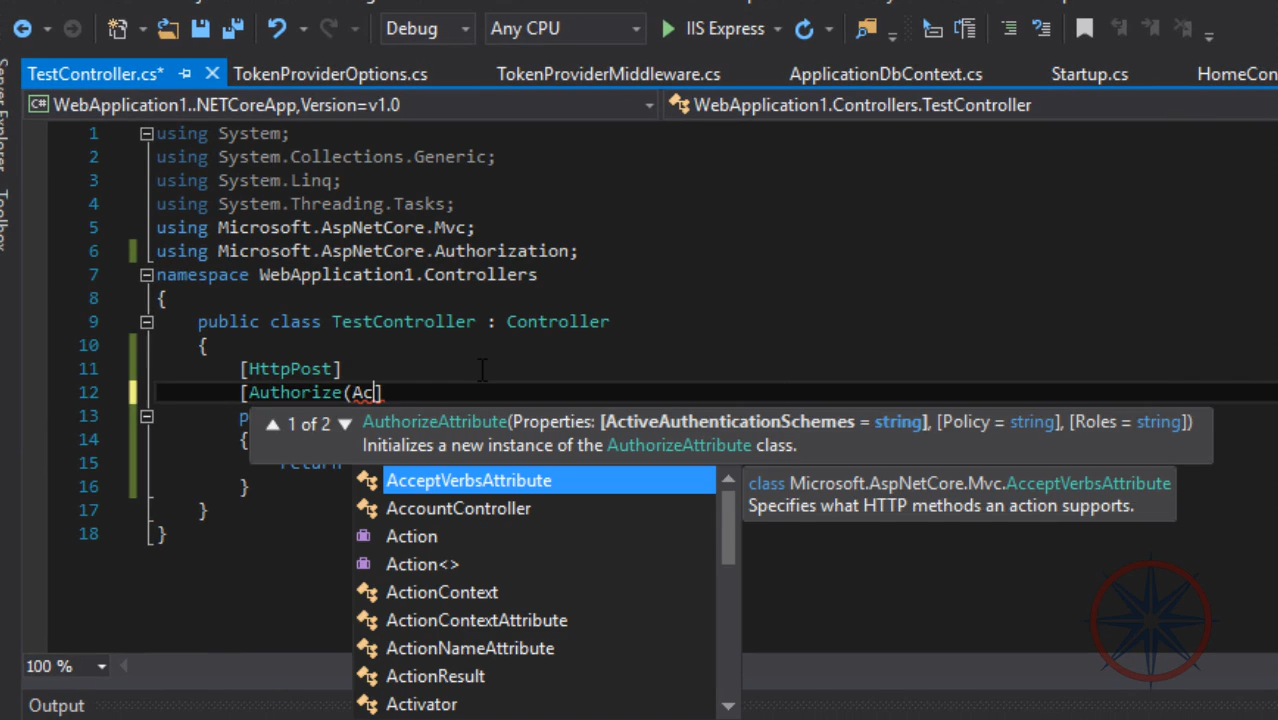 Debug Any CPU IIS Express
TestController.cs* TokenProviderOptions.cs TokenProviderMiddleware.cs ApplicationDbContext.cs Startup.cs HomeCon
Server Explorer
Toolbox
C# WebApplication1..NETCoreApp,Version=v1.0 WebApplication1.Controllers.TestController
1 using System;
2 using System.Collections.Generic;
3 using System.Linq;
4 using System.Threading.Tasks;
5 using Microsoft.AspNetCore.Mvc;
6 using Microsoft.AspNetCore.Authorization;
7 namespace WebApplication1.Controllers
8 {
9 public class TestController : Controller
10 {
11 [HttpPost]
12 [Authorize(Ac]
13 p
1 of 2 AuthorizeAttribute(Properties: [ActiveAuthenticationSchemes = string], [Policy = string], [Roles = string])
Initializes a new instance of the AuthorizeAttribute class.
14 {
15 return
16 }
17 }
18 }
AcceptVerbsAttribute
AccountController
Action
Action<>
ActionContext
ActionContextAttribute
ActionNameAttribute
ActionResult
Activator
class Microsoft.AspNetCore.Mvc.AcceptVerbsAttribute
Specifies what HTTP methods an action supports.
100 %
Output